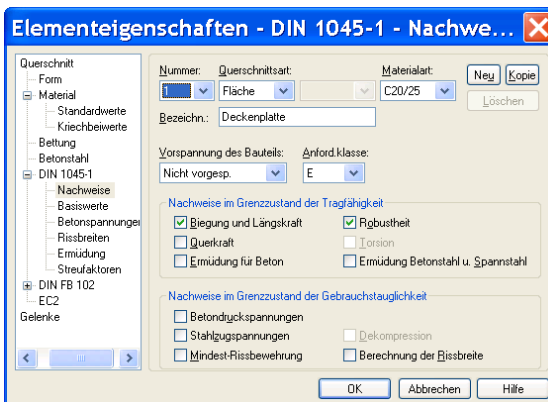 Elementeigenschaften - DIN 1045-1 - Nachwe...
Querschnitt
Form
Material
Standardwerte
Kriechbeiwerte
Bettung
Betonstahl
DIN 1045-1
Nachweise
Basiswerte
Betonspannungen
Rissbreiten
Ermüdung
Streufaktoren
DIN FB 102
EC2
Gelenke
Nummer: Querschnittsart: Materialart:
1 Fläche C20/25
Neu Kopie
Löschen
Bezeichn.: Deckenplatte
Vorspannung des Bauteils: Anford.klasse:
Nicht vorgesp. E
Nachweise im Grenzzustand der Tragfähigkeit
Biegung und Längskraft Robustheit
Querkraft Torsion
Ermüdung für Beton Ermüdung Betonstahl u. Spannstahl
Nachweise im Grenzzustand der Gebrauchstauglichkeit
Betondruckspannungen
Stahlzugspannungen Dekompression
Mindest-Rissbewehrung Berechnung der Rissbreite
OK Abbrechen Hilfe